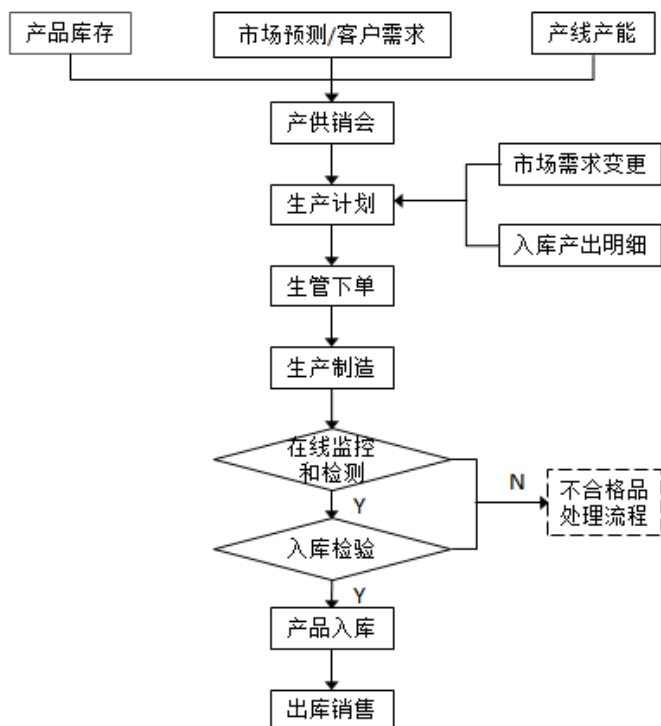 产品库存
市场预测/客户需求
产线产能
产供销会
市场需求变更
生产计划
入库产出明细
生管下单
生产制造
在线监控
和检测
N
不合格品
处理流程
Y
入库检验
Y
产品入库
出库销售